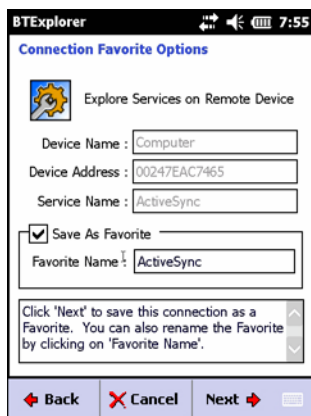 BTExplorer 7:55
Connection Favorite Options
Explore Services on Remote Device
Device Name : Computer
Device Address : 00247EAC7465
Service Name : ActiveSync
Save As Favorite
Favorite Name : ActiveSync
Click 'Next' to save this connection as a
Favorite. You can also rename the Favorite
by clicking on 'Favorite Name'.
Back Cancel Next